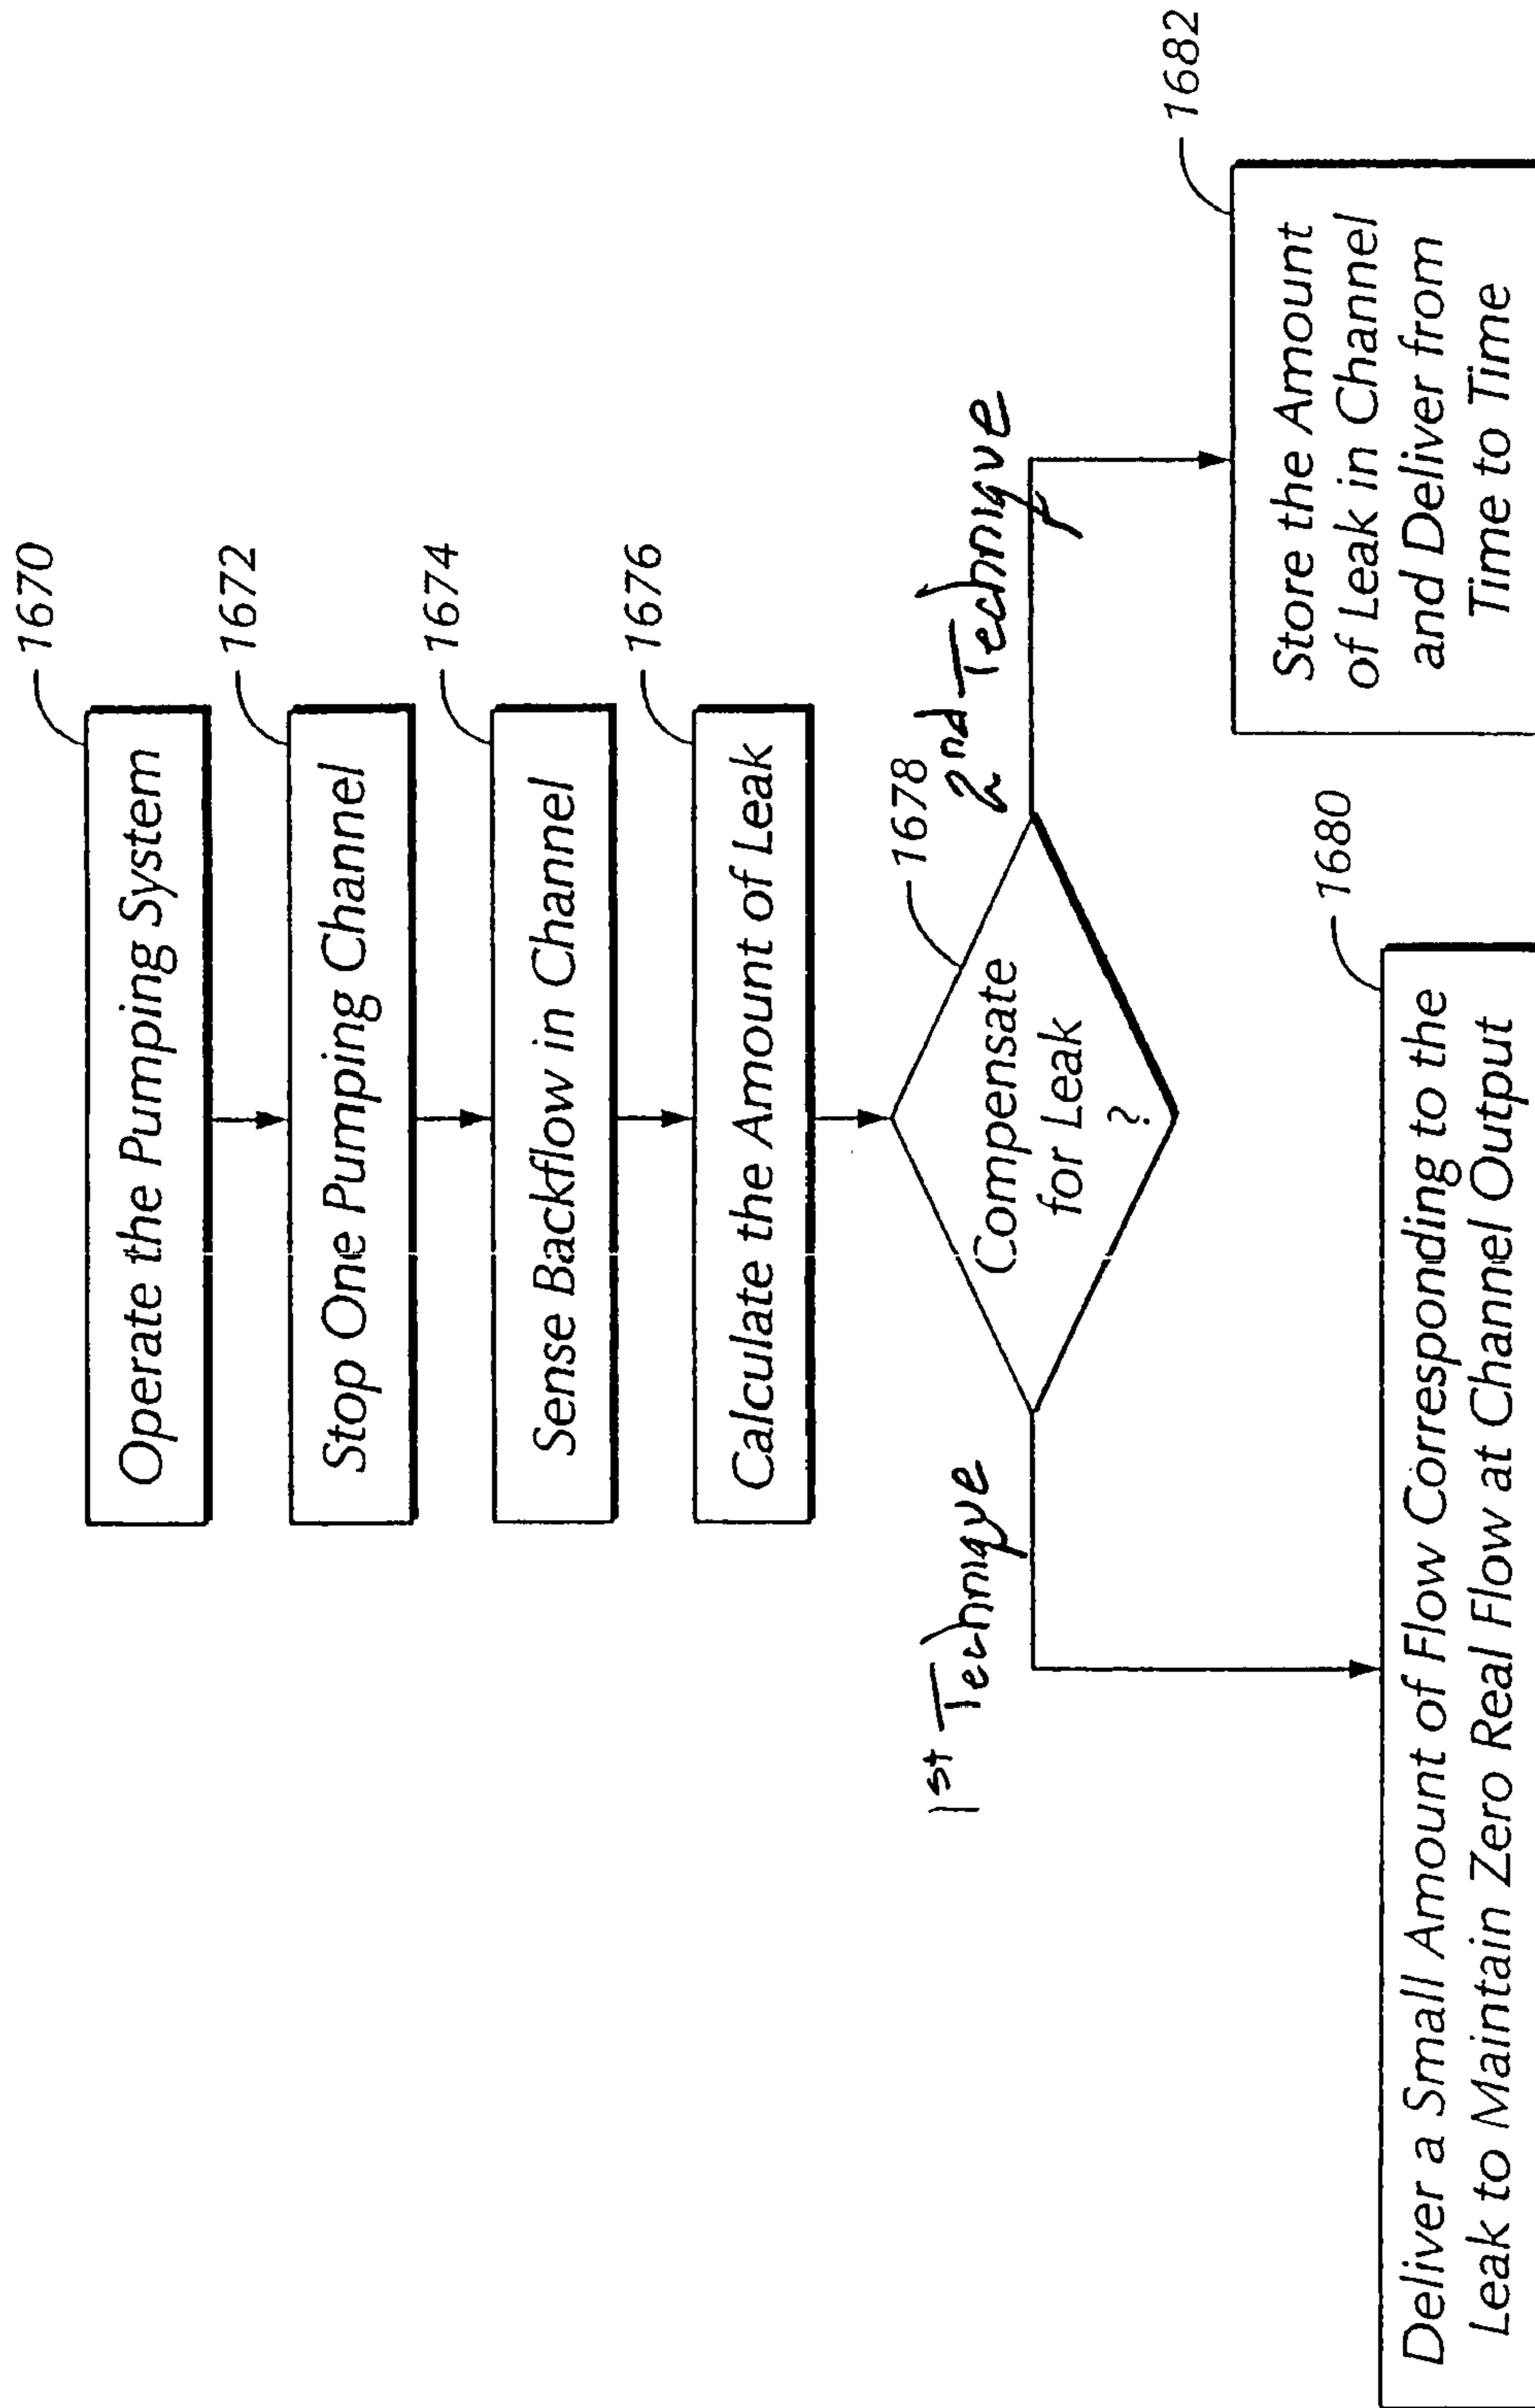 1670
Operate the Pumping System
1672
Stop One Pumping Channel
1674
Sense Backflow in Channel
1676
Calculate the Amount of Leak
1678
Compensate
for Leak
?
1st Technique
2nd Technique
1680
Deliver a Small Amount of Flow Corresponding to the
Leak to Maintain Zero Real Flow at Channel Output
1682
Store the Amount
of Leak in Channel
and Deliver from
Time to Time